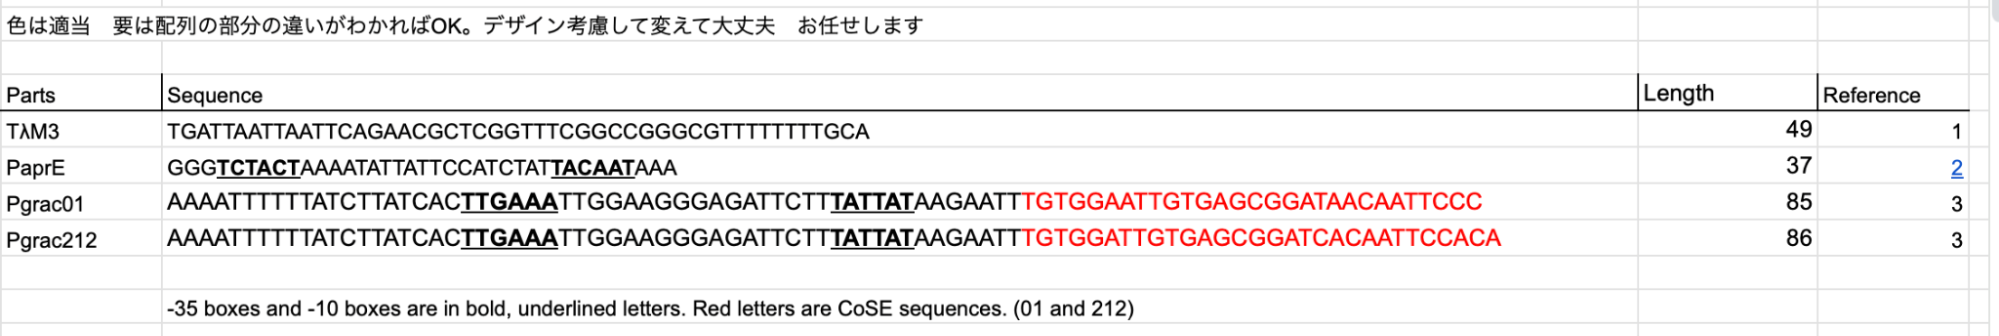 色は適当　要は配列の部分の違いがわかればOK。デザイン考慮して変えて大丈夫　お任せします
Parts Sequence Length Reference
TλM3 TGATTAATTAATTCAGAACGCTCGGTTTCGGCCGGGCGTTTTTTTTGCA 49 1
PaprE GGGTCTACTAAAATATTATTCCATCTATTACAATAAA 37 2
Pgrac01 AAAATTTTTTATCTTATCACTTGAAATTGGAAGGGAGATTCTTTATTATAAGAATTTGTGGAATTGTGAGCGGATAACAATTCCC 85 3
Pgrac212 AAAATTTTTTATCTTATCACTTGAAATTGGAAGGGAGATTCTTTATTATAAGAATTTGTGGATTGTGAGCGGATCACAATTCCACA 86 3
-35 boxes and -10 boxes are in bold, underlined letters. Red letters are CoSE sequences. (01 and 212)